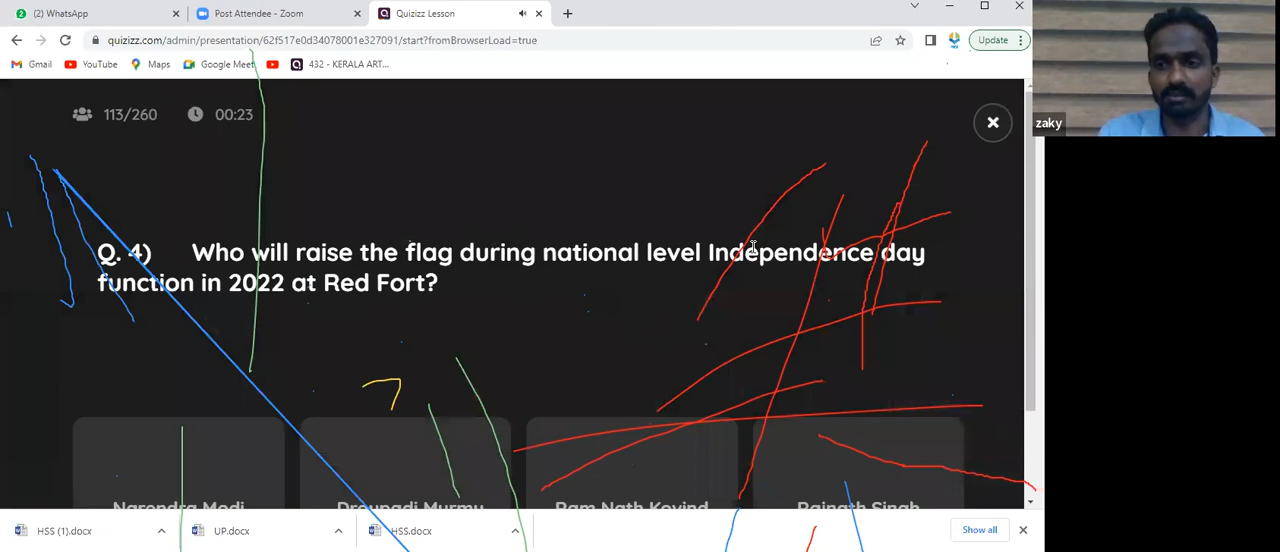 (2) WhatsApp
Post Attendee - Zoom
Quizizz Lesson
quizizz.com/admin/presentation/62f517e0d34078001e327091/start?fromBrowserLoad=true
Update
Gmail
YouTube
Maps
Google Meet
432 - KERALA ART...
113/260
00:23
zaky
Q. 4) Who will raise the flag during national level Independence day
function in 2022 at Red Fort?
Narendra Modi
Droupadi Murmu
Ram Nath Kovind
Rajnath Singh
HSS (1).docx
UP.docx
HSS.docx
Show all